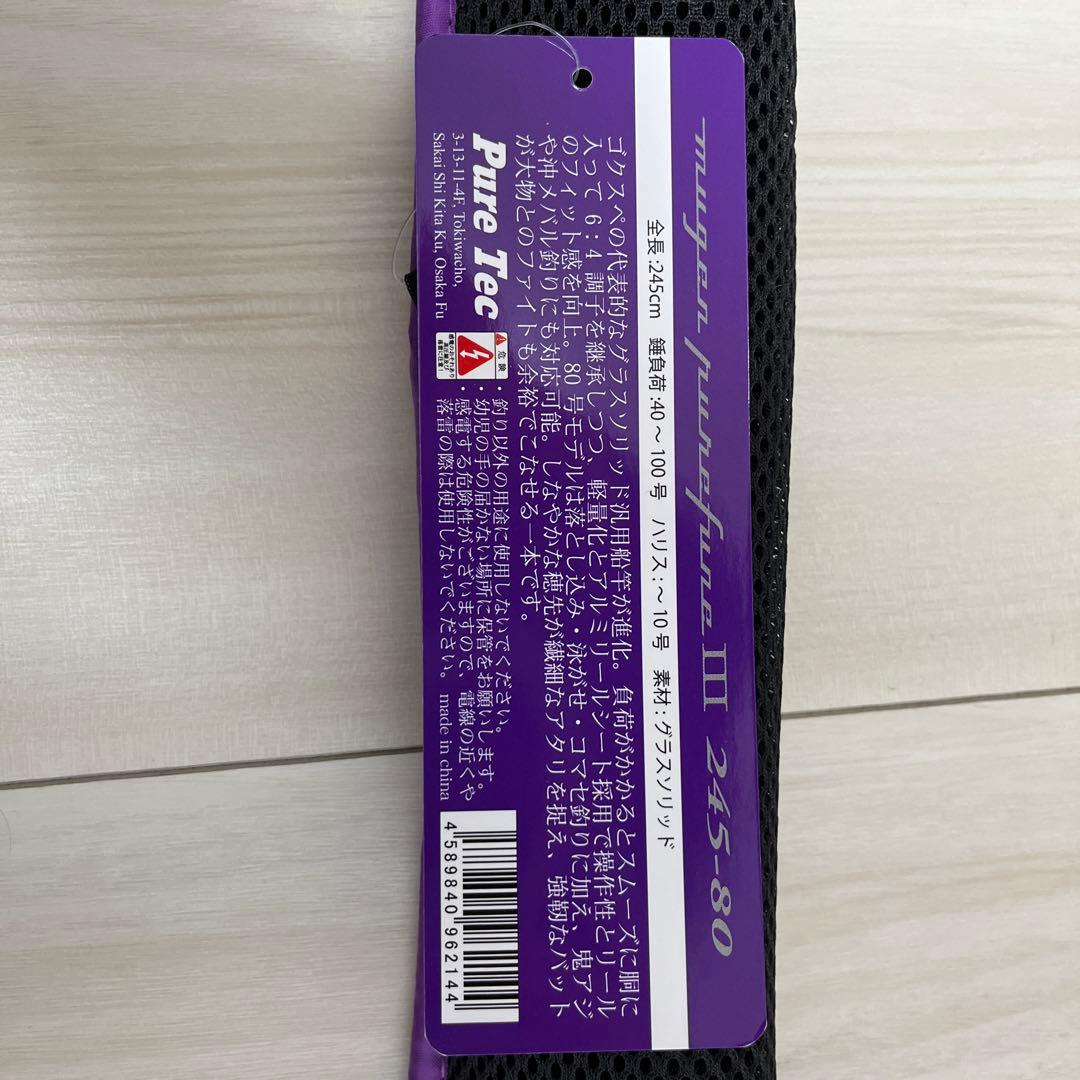 mugen purefune III 245-80
全長:245cm 錘負荷:40～100号 ハリス:～10号 素材:グラスソリッド
ゴクスペの代表的なグラスソリッド汎用船竿が進化。負荷がかかるとスムーズに胴に
入って6:4調子を継承しつつ、軽量化とアルミリールシート採用で操作性とリール
のフィット感を向上。80号モデルは落とし込み・泳がせ・コマセ釣りに加え、鬼アジ
や沖メバル釣りにも対応可能。しなやかな穂先が繊細なアタリを捉え、強靭なバット
が大物とのファイトも余裕でこなせる一本です。
Pure Tec
3-13-11-4F, Tokiwacho,
Sakai Shi Kita Ku, Osaka Fu
危険
・釣り以外の用途に使用しないでください。
・幼児の手の届かない場所に保管をお願いします。
・感電する危険性がございますので、電線の近くや
落雷の際は使用しないでください。 made in china
4 589840 962144